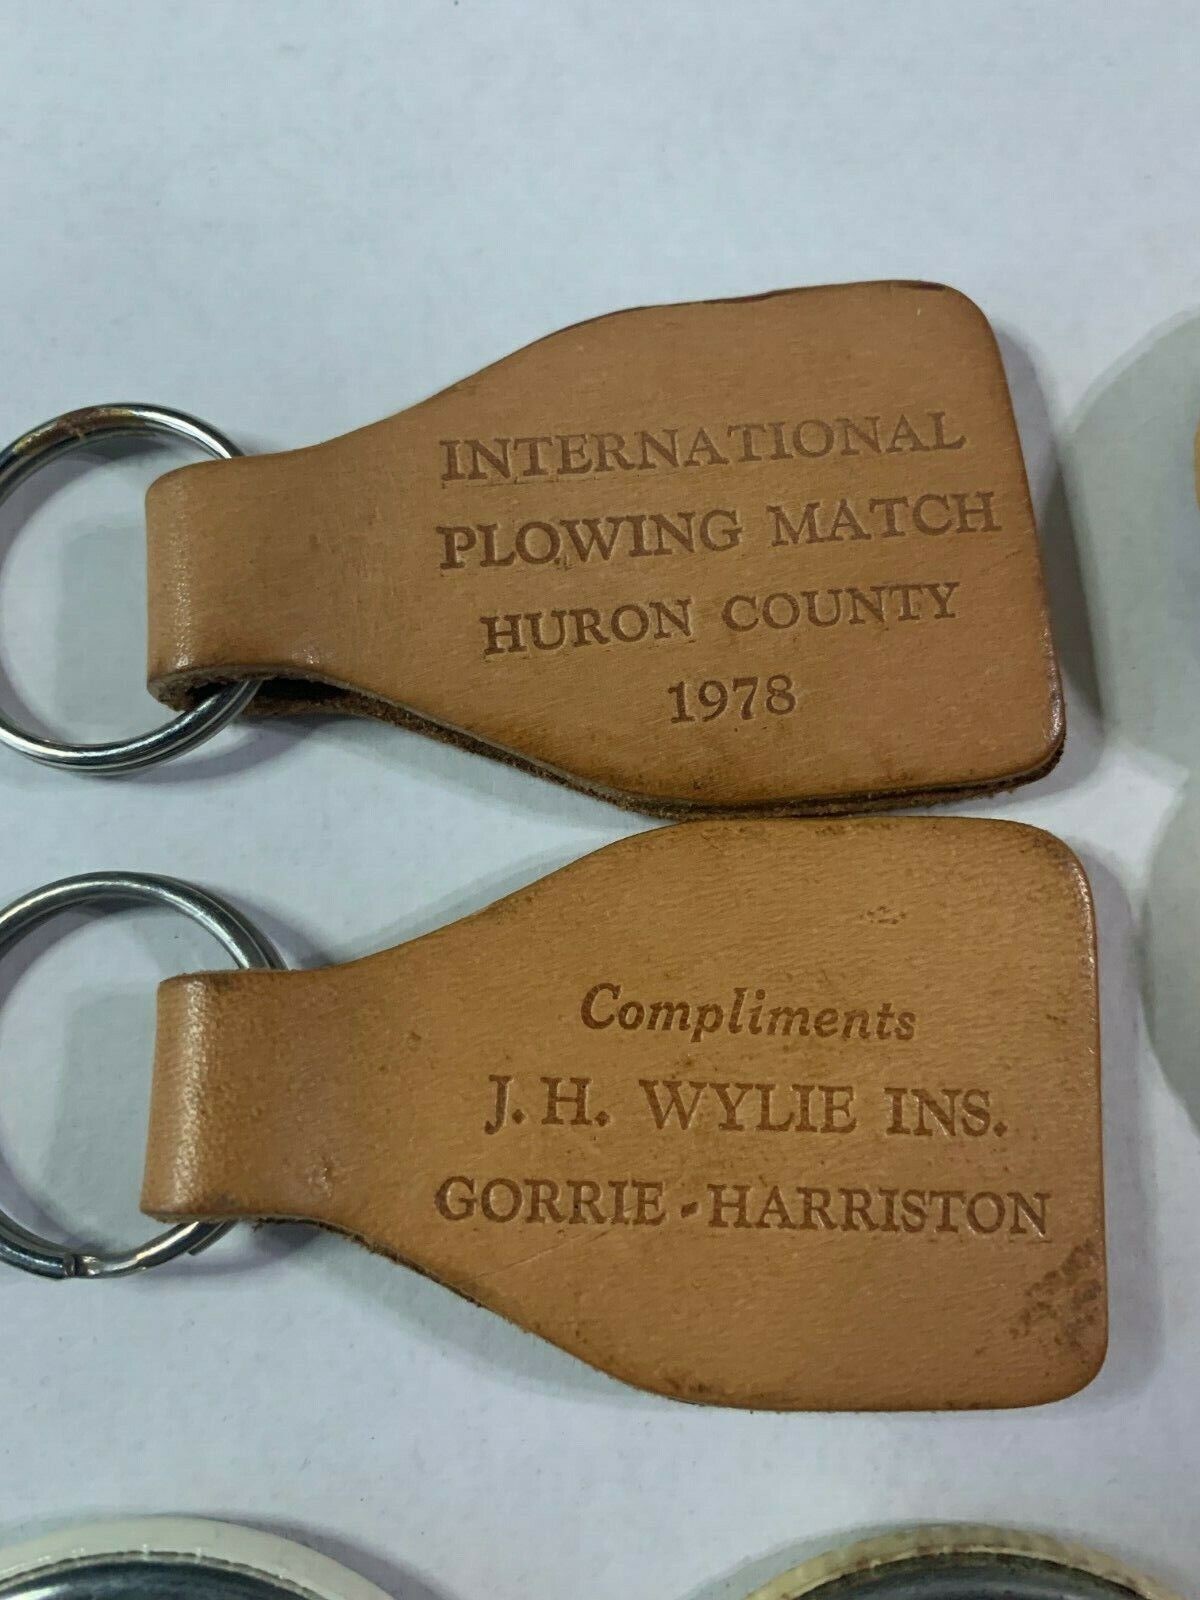 INTERNATIONAL
PLOWING MATCH
HURON COUNTY
1978
Compliments
J. H. WYLIE INS.
GORRIE - HARRISTON